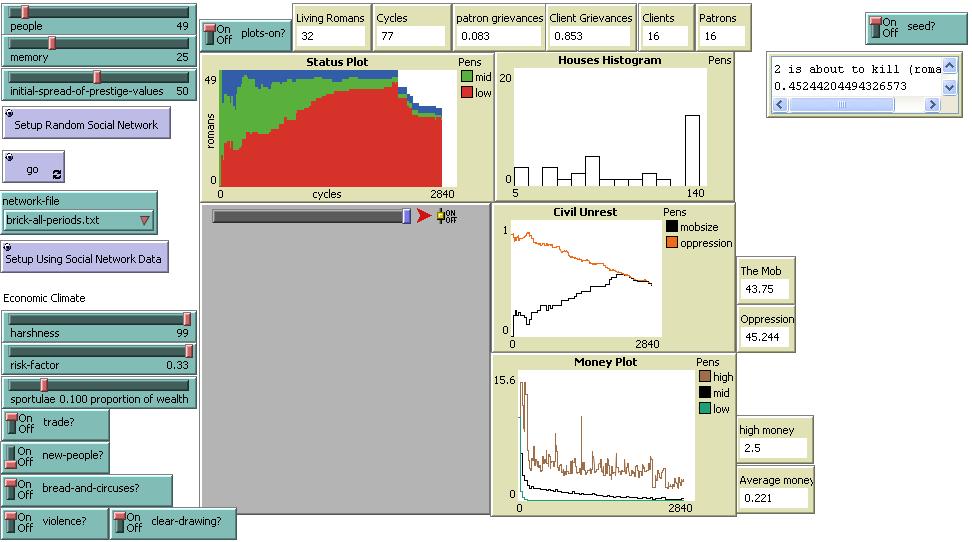 people 49
memory 25
initial-spread-of-prestige-values 50
Setup Random Social Network
go
network-file
brick-all-periods.txt
Setup Using Social Network Data
Economic Climate
harshness 99
risk-factor 0.33
sportulae 0.100 proportion of wealth
On
Off trade?
On
Off new-people?
On
Off bread-and-circuses?
On
Off violence?
On
Off clear-drawing?
On
Off plots-on?
Living Romans
32
Cycles
77
patron grievances
0.083
Client Grievances
0.853
Clients
16
Patrons
16
On
Off seed?
2 is about to kill (roma
0.45244204494326573
Status Plot
Pens
mid
low
49
romans
0
0 cycles 2840
Houses Histogram
Pens
20
0
5 140
ON
OFF
Civil Unrest
Pens
mobsize
oppression
1
0
0 2840
The Mob
43.75
Oppression
45.244
Money Plot
Pens
high
mid
low
15.6
0
0 2840
high money
2.5
Average money
0.221